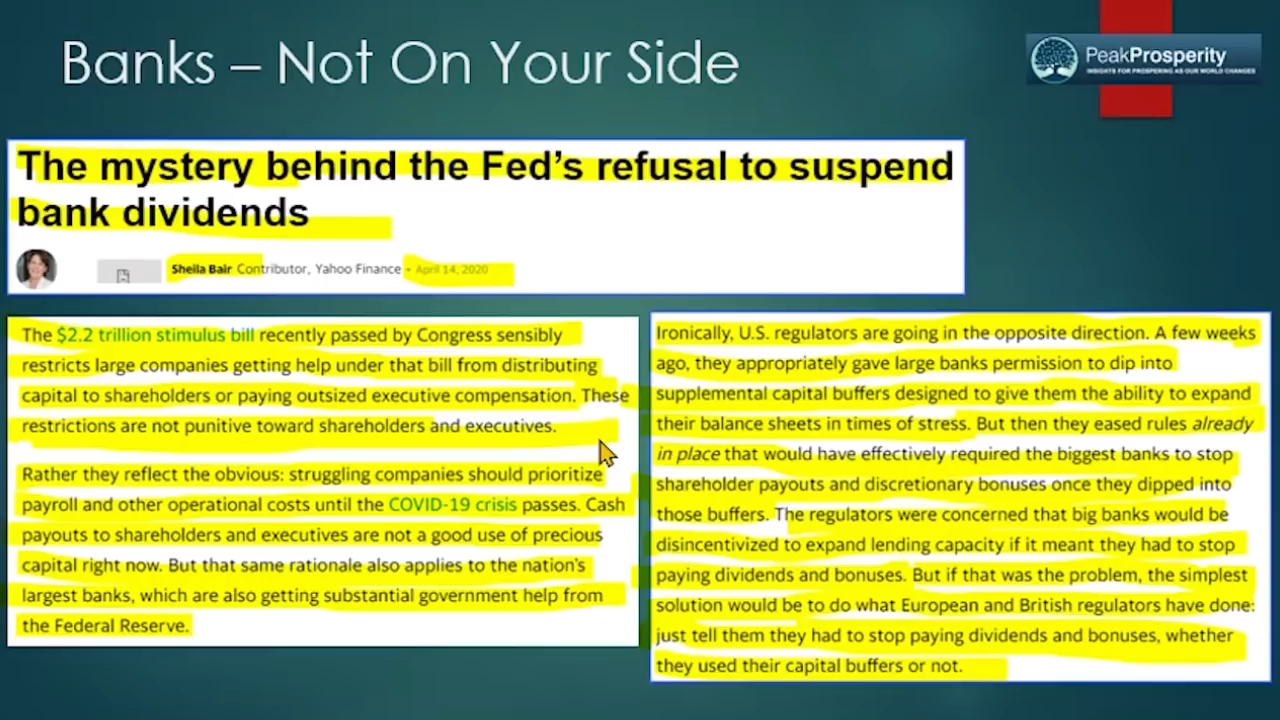 Banks – Not On Your Side
PeakProsperity
INSIGHTS FOR PROSPERING AS OUR WORLD CHANGES
The mystery behind the Fed's refusal to suspend
bank dividends
Sheila Bair Contributor, Yahoo Finance • April 14, 2020
The $2.2 trillion stimulus bill recently passed by Congress sensibly
restricts large companies getting help under that bill from distributing
capital to shareholders or paying outsized executive compensation. These
restrictions are not punitive toward shareholders and executives.
Rather they reflect the obvious: struggling companies should prioritize
payroll and other operational costs until the COVID-19 crisis passes. Cash
payouts to shareholders and executives are not a good use of precious
capital right now. But that same rationale also applies to the nation's
largest banks, which are also getting substantial government help from
the Federal Reserve.
Ironically, U.S. regulators are going in the opposite direction. A few weeks
ago, they appropriately gave large banks permission to dip into
supplemental capital buffers designed to give them the ability to expand
their balance sheets in times of stress. But then they eased rules already
in place that would have effectively required the biggest banks to stop
shareholder payouts and discretionary bonuses once they dipped into
those buffers. The regulators were concerned that big banks would be
disincentivized to expand lending capacity if it meant they had to stop
paying dividends and bonuses. But if that was the problem, the simplest
solution would be to do what European and British regulators have done:
just tell them they had to stop paying dividends and bonuses, whether
they used their capital buffers or not.